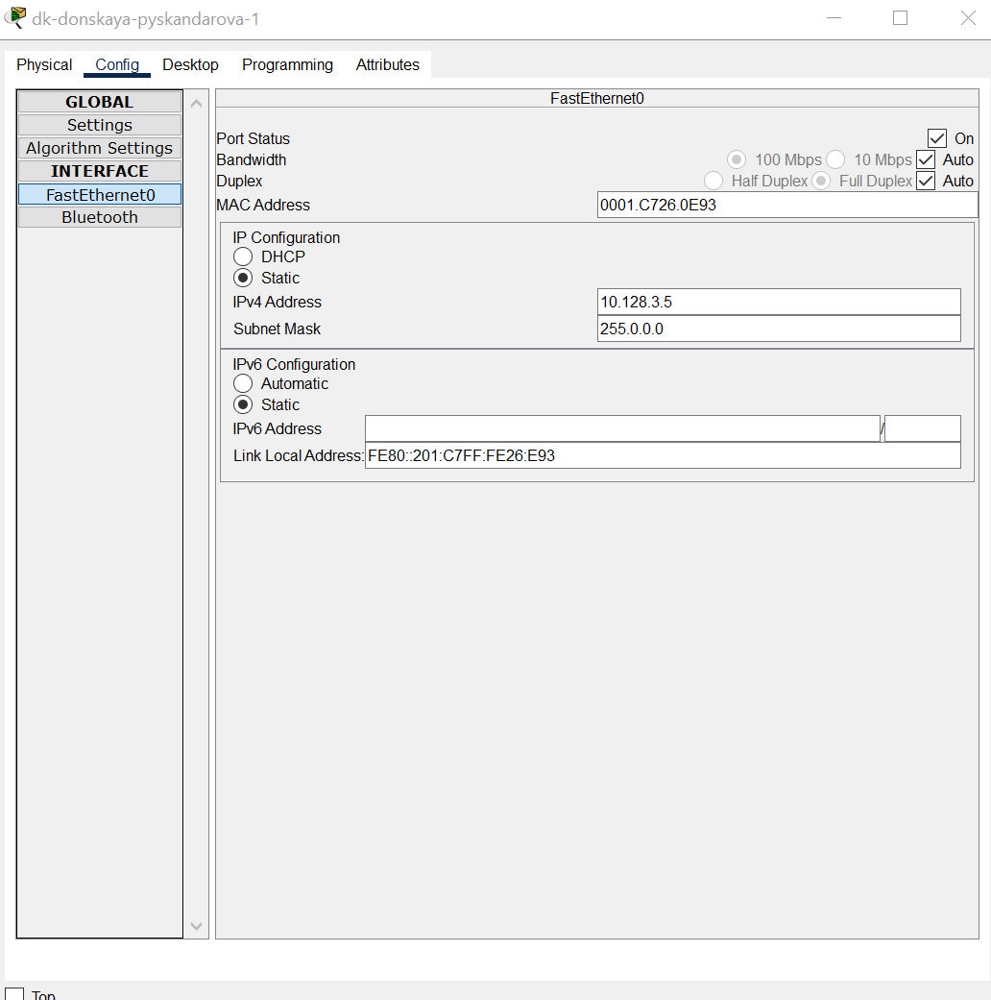 dk-donskaya-pyskandarova-1
Physical Config Desktop Programming Attributes
GLOBAL
Settings
Algorithm Settings
INTERFACE
FastEthernet0
Bluetooth
FastEthernet0
Port Status On
Bandwidth 100 Mbps 10 Mbps Auto
Duplex Half Duplex Full Duplex Auto
MAC Address 0001.C726.0E93
IP Configuration
DHCP
Static
IPv4 Address 10.128.3.5
Subnet Mask 255.0.0.0
IPv6 Configuration
Automatic
Static
IPv6 Address /
Link Local Address: FE80::201:C7FF:FE26:E93
Top